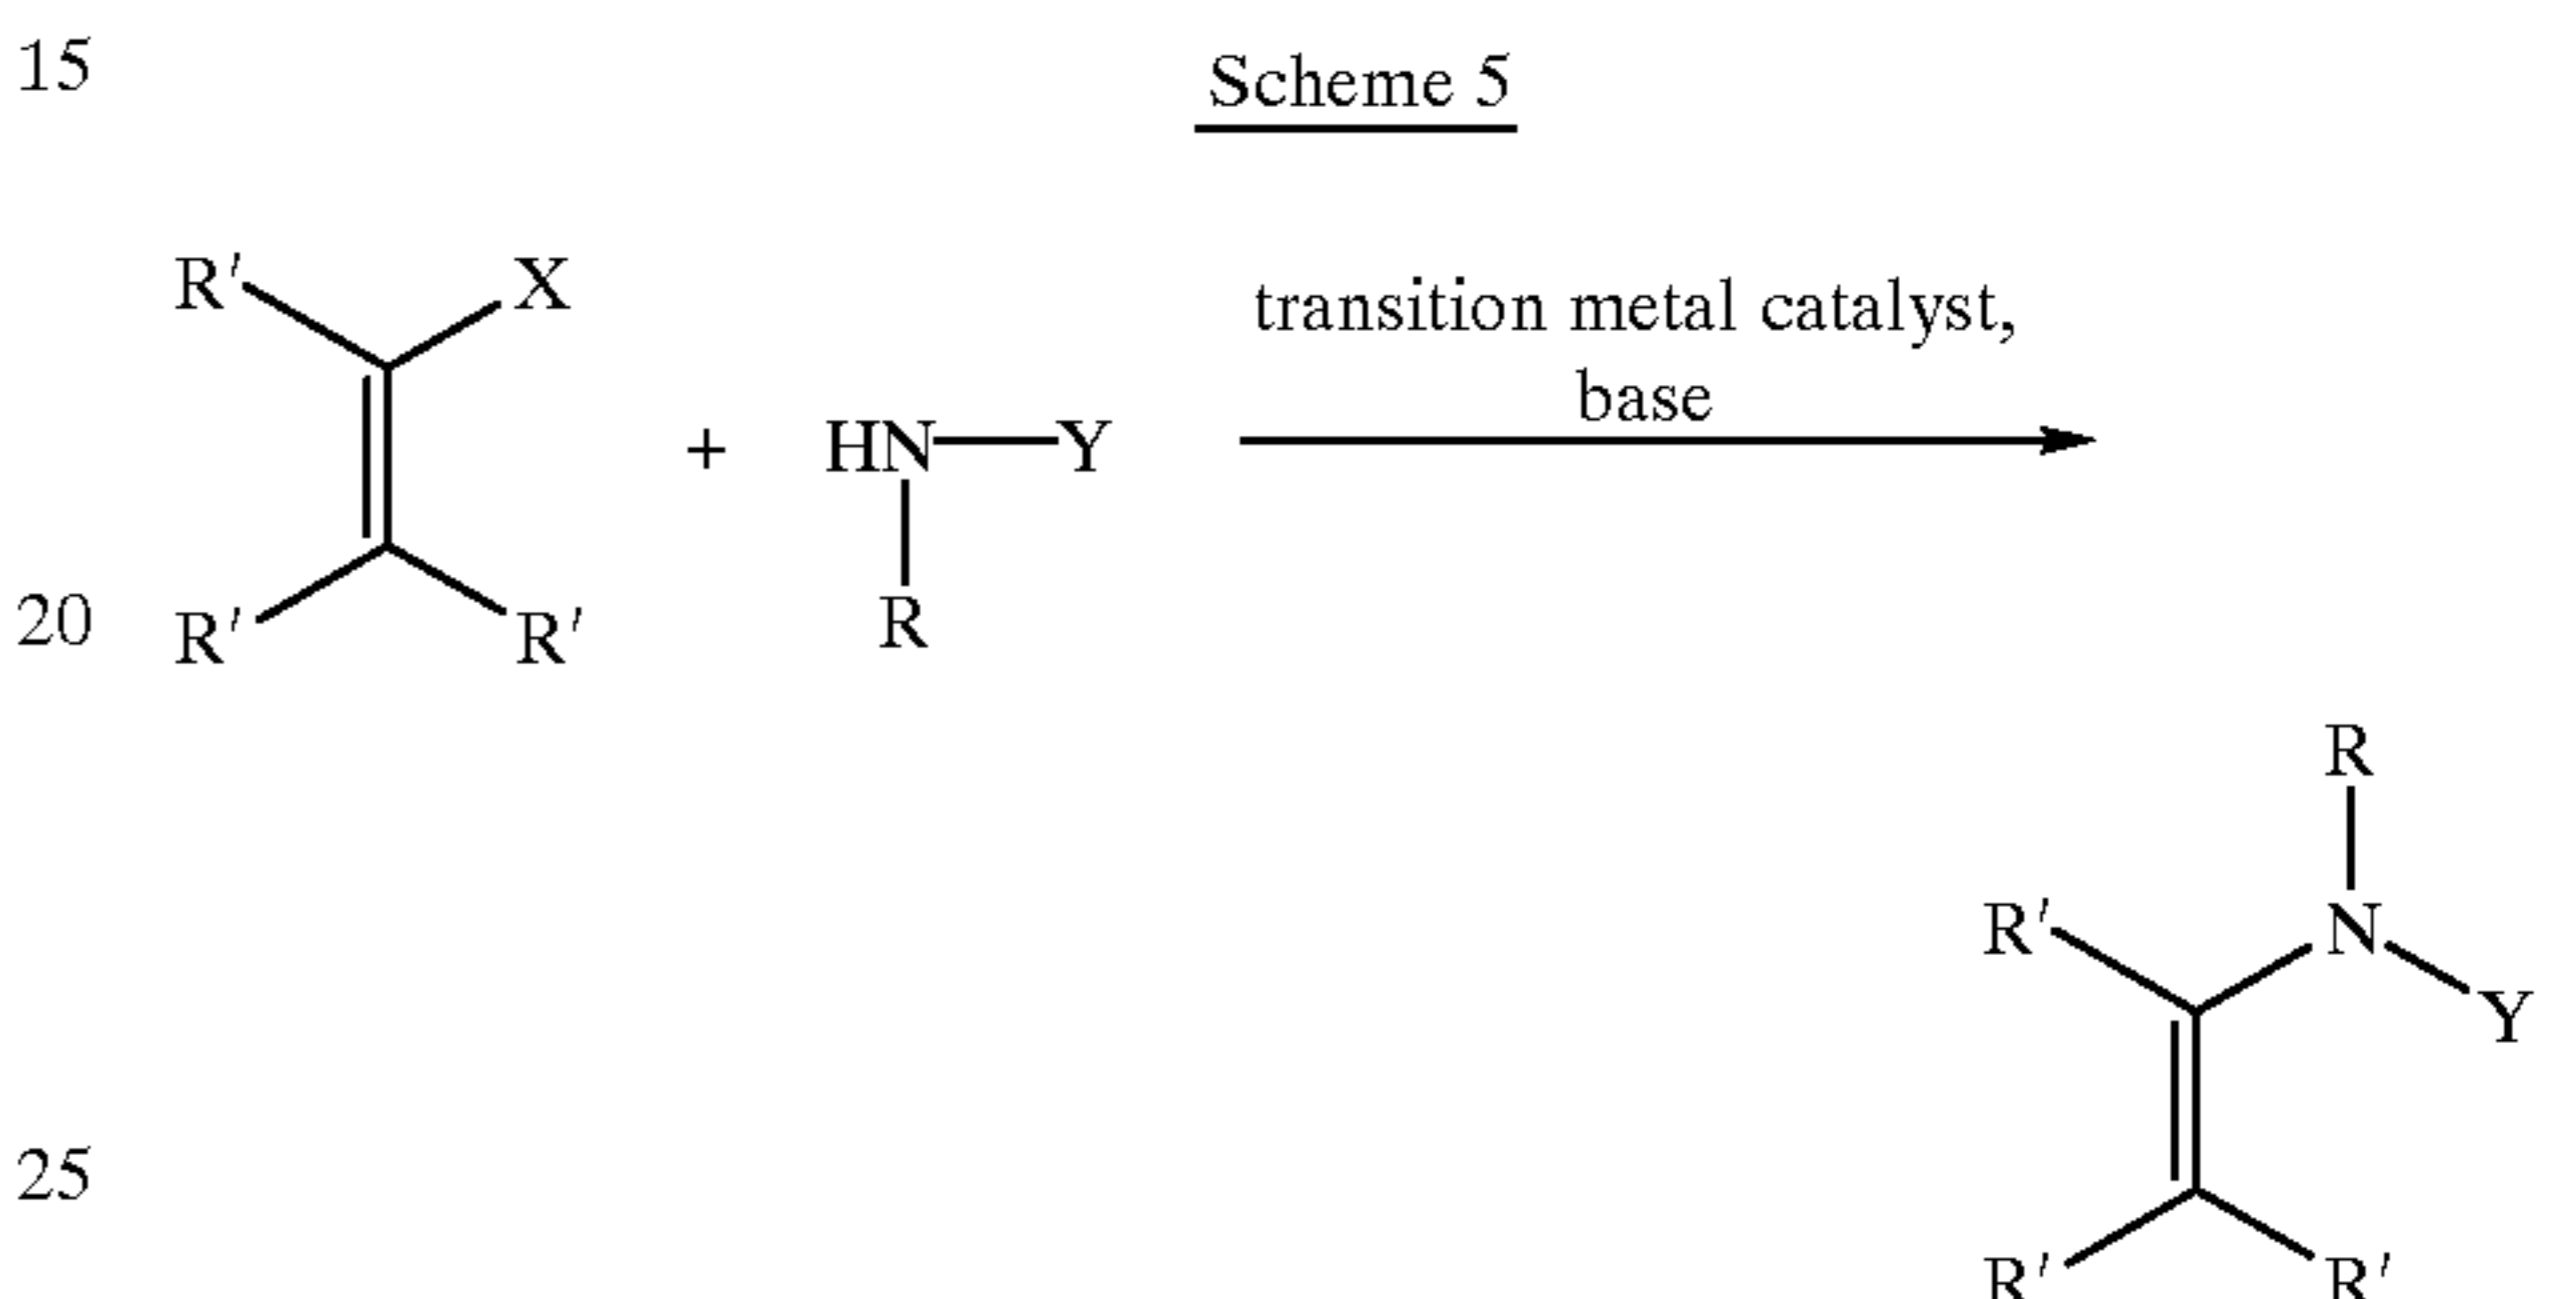 15
Scheme 5
R' X
transition metal catalyst,
base
+ HN Y
20 R' R' R
R
R' N
Y
25
R' R'